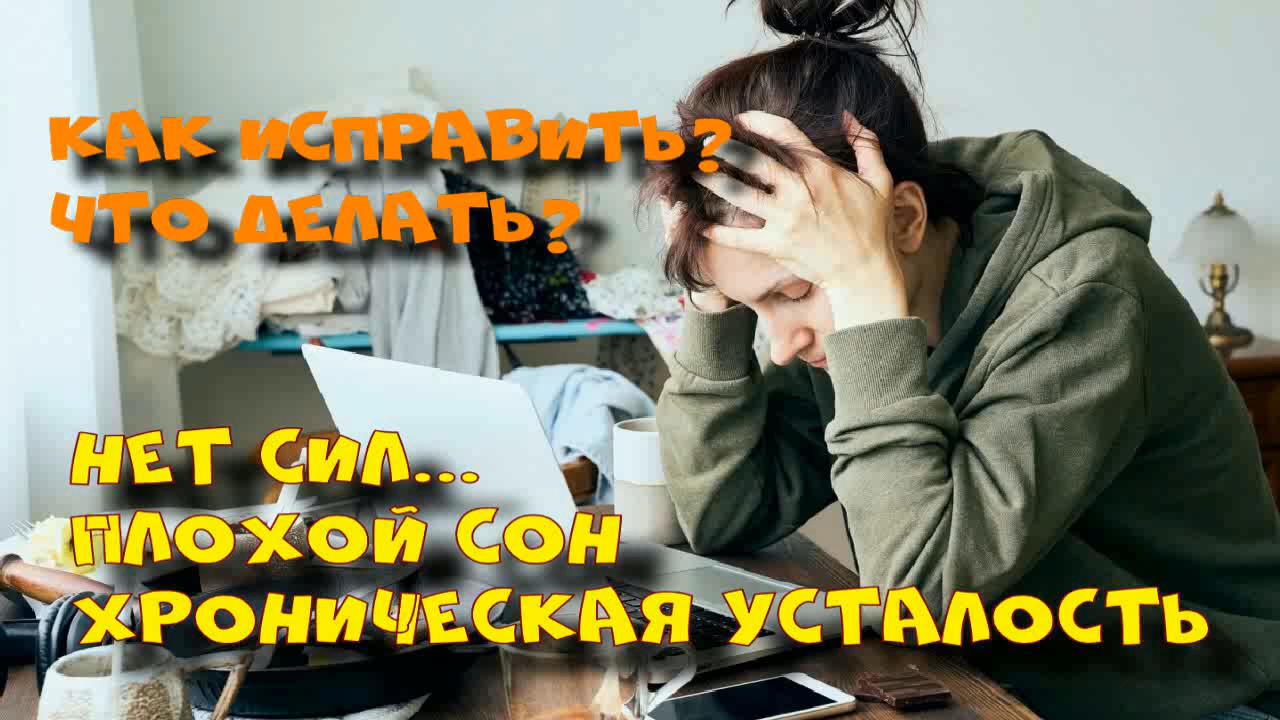 КАК ИСПРАВИТЬ?
ЧТО ДЕЛАТЬ?
НЕТ СИЛ...
ПЛОХОЙ СОН
ХРОНИЧЕСКАЯ УСТАЛОСТЬ